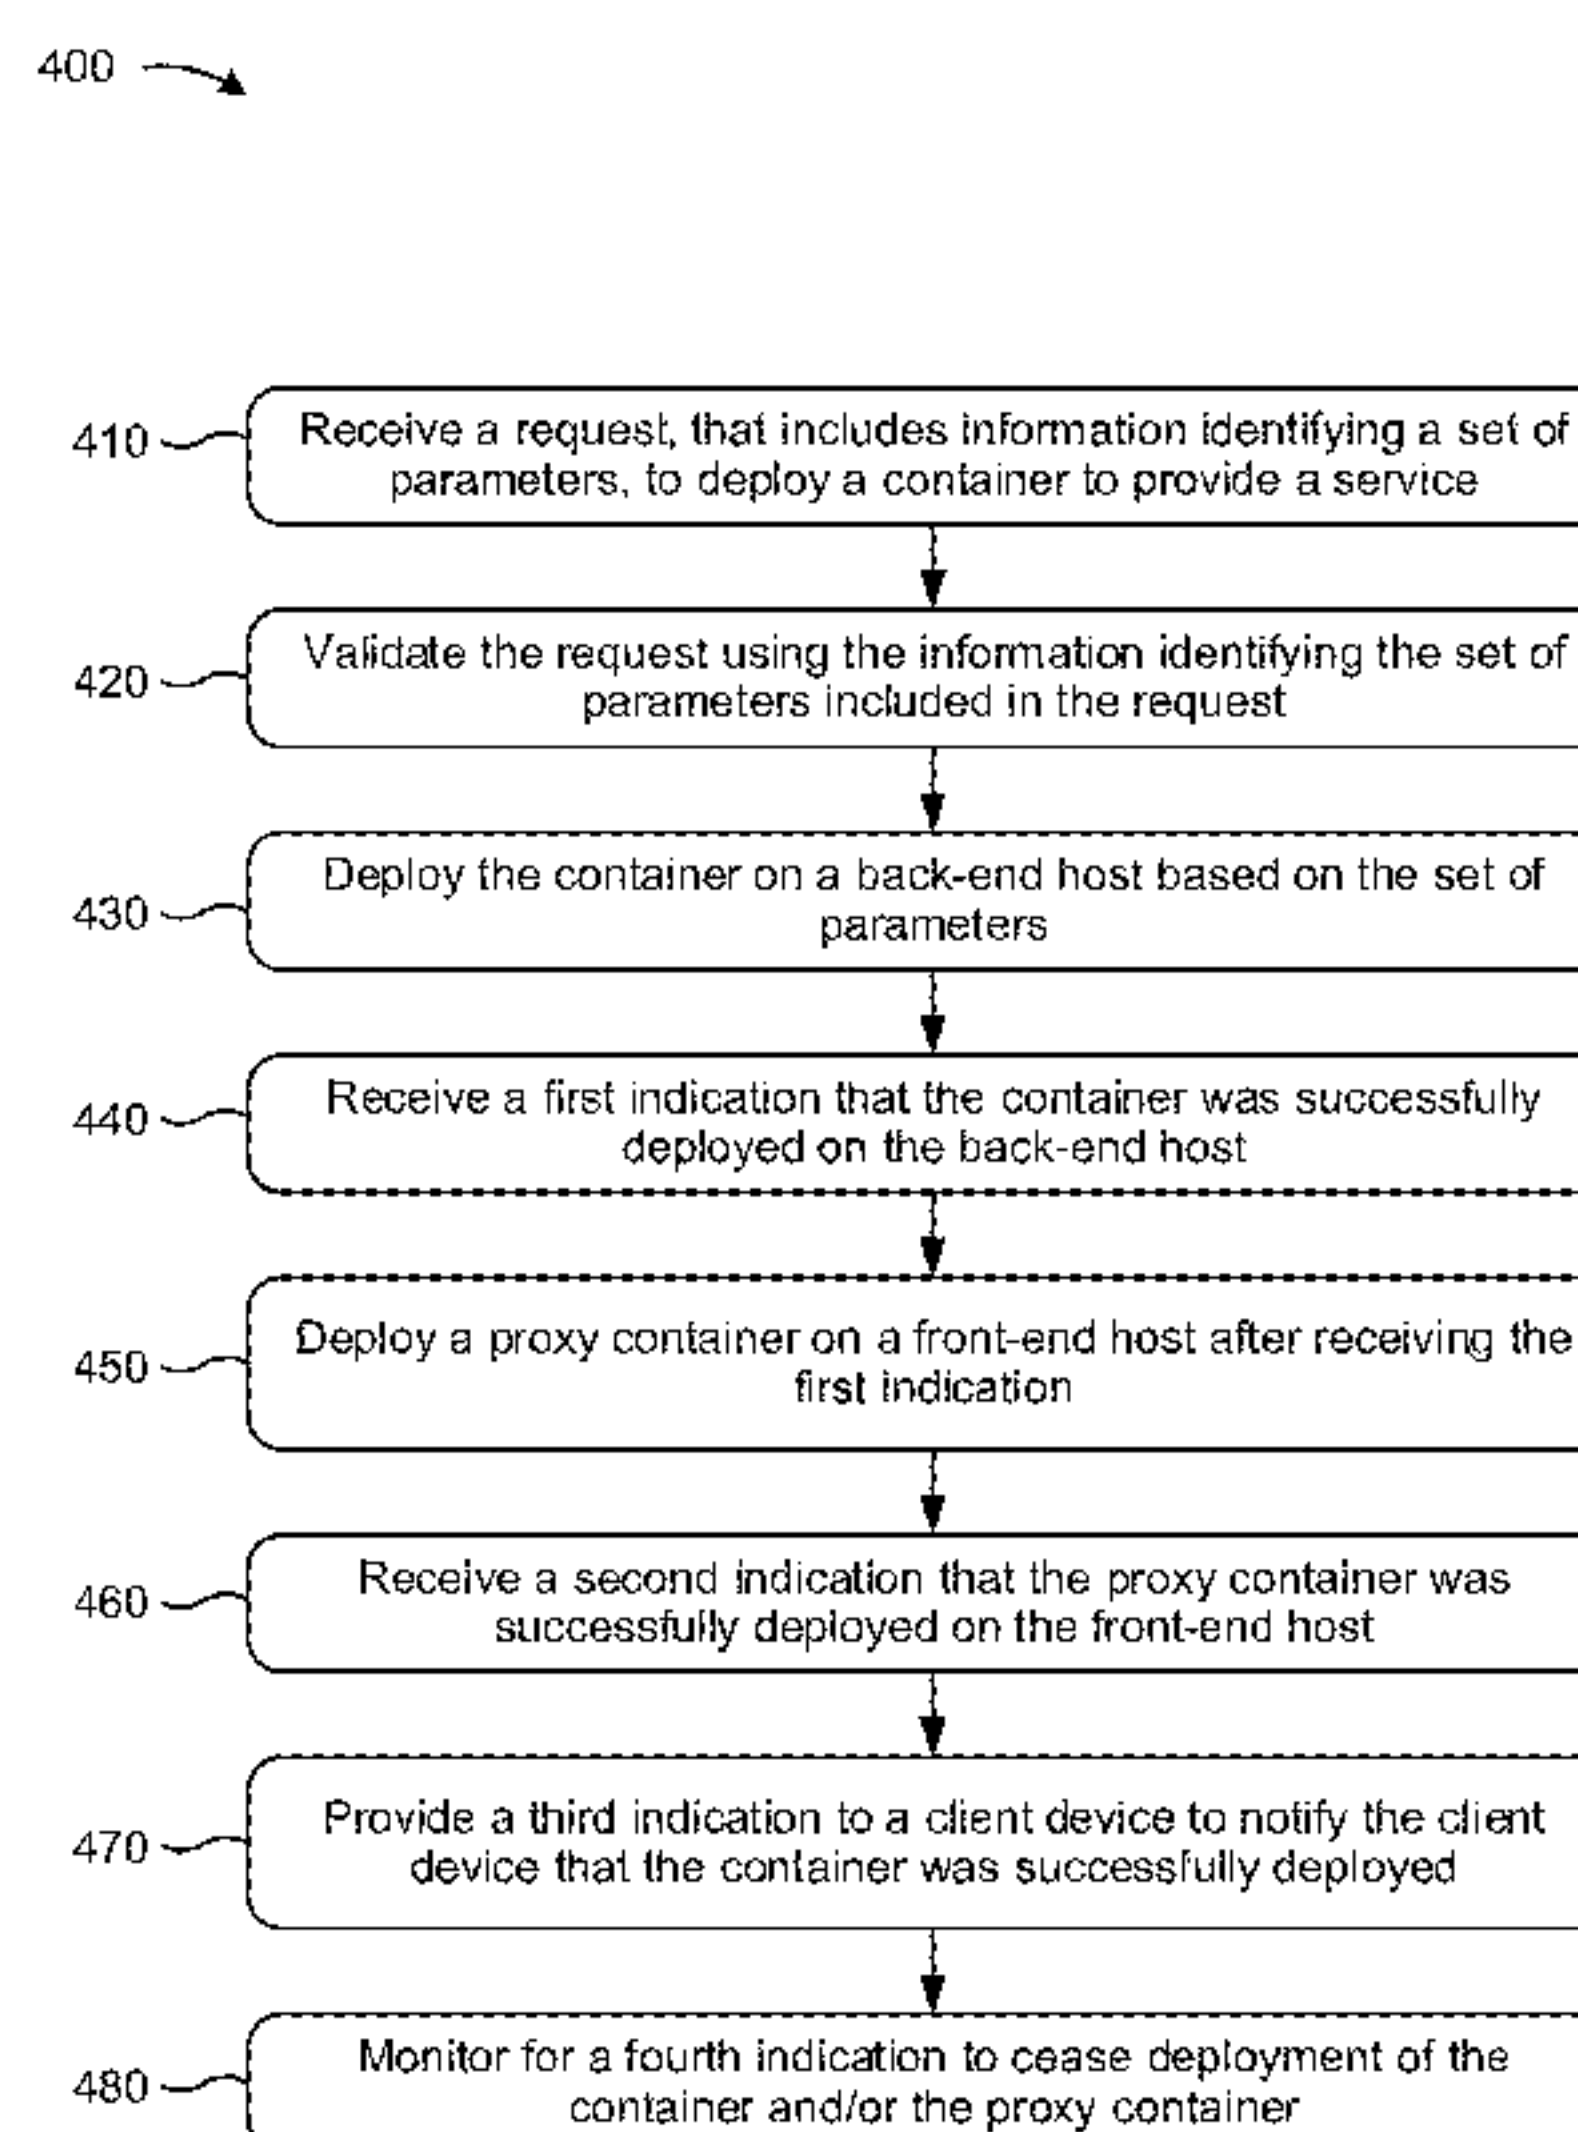 400
410
Receive a request, that includes information identifying a set of
parameters, to deploy a container to provide a service
420
Validate the request using the information identifying the set of
parameters included in the request
430
Deploy the container on a back-end host based on the set of
parameters
440
Receive a first indication that the container was successfully
deployed on the back-end host
450
Deploy a proxy container on a front-end host after receiving the
first indication
460
Receive a second indication that the proxy container was
successfully deployed on the front-end host
470
Provide a third indication to a client device to notify the client
device that the container was successfully deployed
480
Monitor for a fourth indication to cease deployment of the
container and/or the proxy container